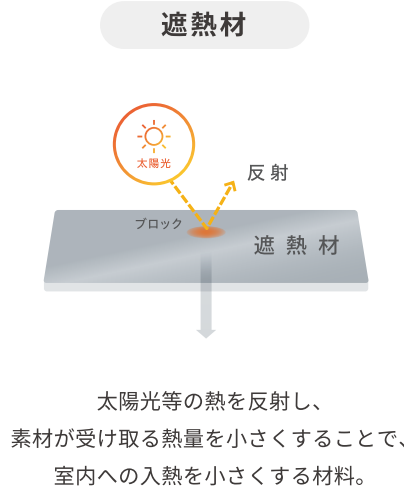 遮熱材
太陽光
反射
ブロック
遮熱材
太陽光等の熱を反射し、
素材が受け取る熱量を小さくすることで、
室内への入熱を小さくする材料。